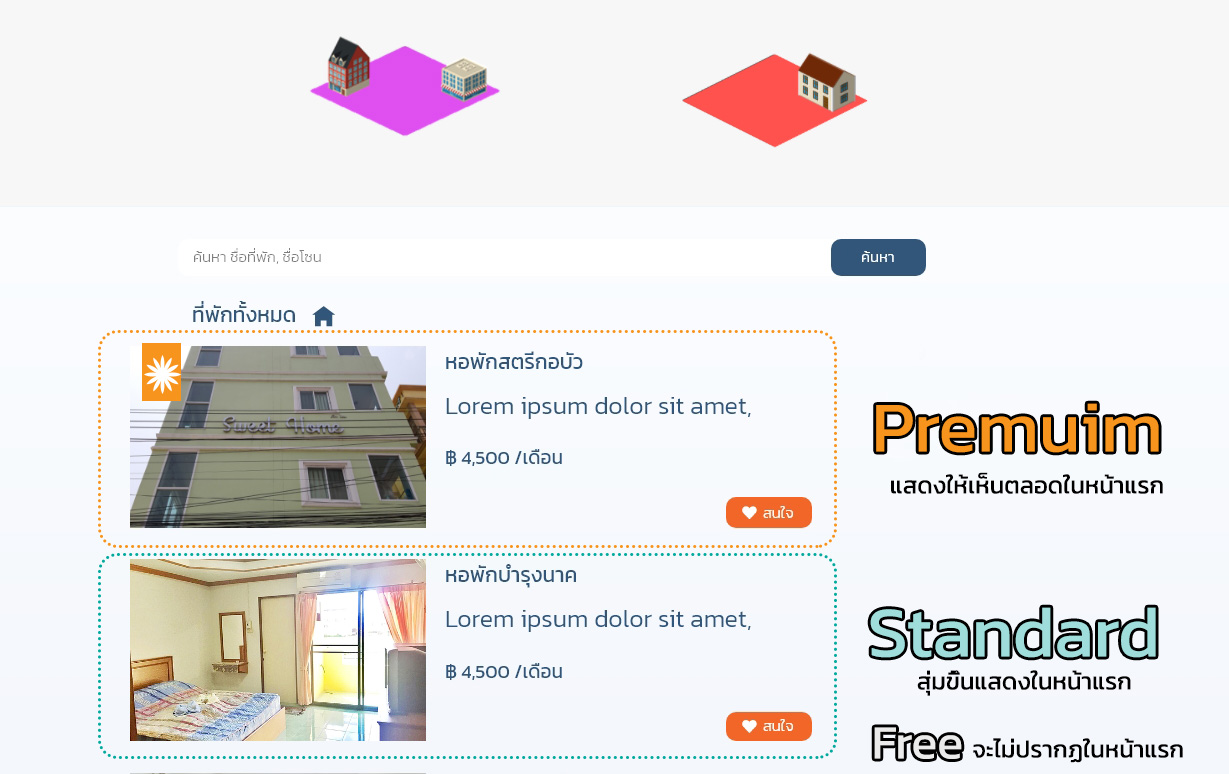 ค้นหา ชื่อที่พัก, ชื่อโซน
ค้นหา
ที่พักทั้งหมด
หอพักสตรีกอบัว
Lorem ipsum dolor sit amet,
Sweet Home
฿ 4,500 /เดือน
สนใจ
Premuim
แสดงให้เห็นตลอดในหน้าแรก
หอพักบำรุงนาค
Lorem ipsum dolor sit amet,
฿ 4,500 /เดือน
สนใจ
Standard
สุ่มขึ้นแสดงในหน้าแรก
Free จะไม่ปรากฏในหน้าแรก